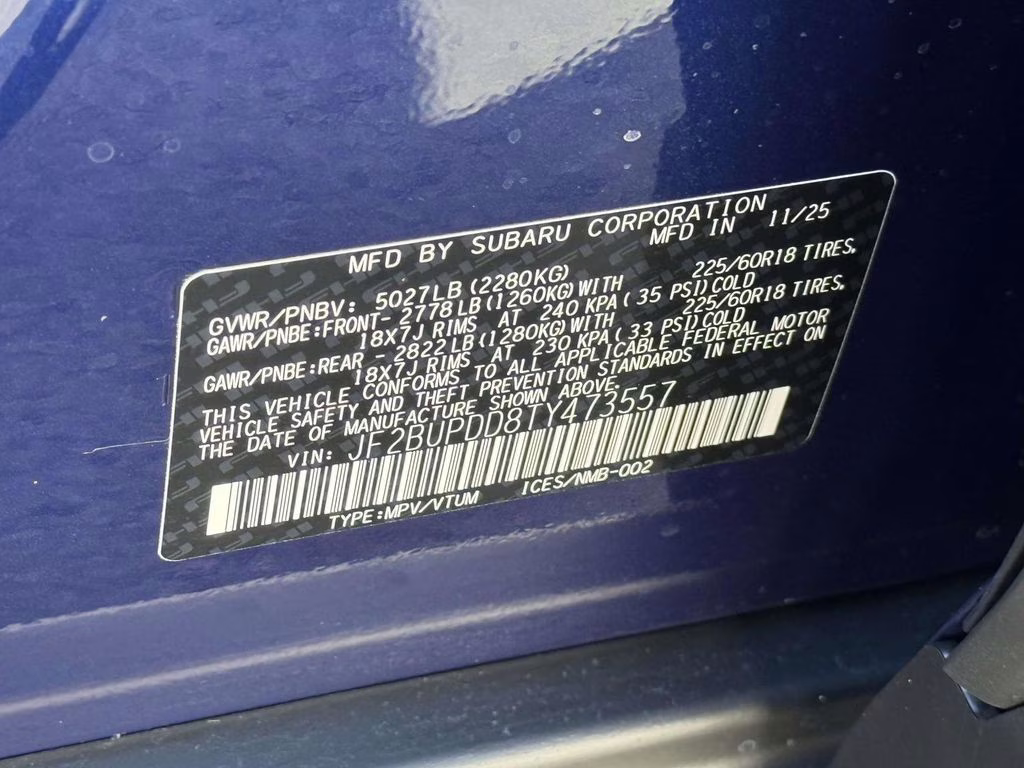 MFD BY SUBARU CORPORATION
MFD IN 11/25
GVWR/PNBV: 5027LB(2280KG)
GAWR/PNBE:FRONT- 2778LB(1260KG)WITH 225/60R18 TIRES,
18X7J RIMS AT 240 KPA( 35 PSI)COLD
GAWR/PNBE:REAR - 2822LB(1280KG)WITH 225/60R18 TIRES,
18X7J RIMS AT 230 KPA( 33 PSI)COLD
THIS VEHICLE CONFORMS TO ALL APPLICABLE FEDERAL MOTOR
VEHICLE SAFETY AND THEFT PREVENTION STANDARDS IN EFFECT ON
THE DATE OF MANUFACTURE SHOWN ABOVE.
VIN: JF2BUPDD8TY473557
TYPE:MPV/VTUM ICES/NMB-002